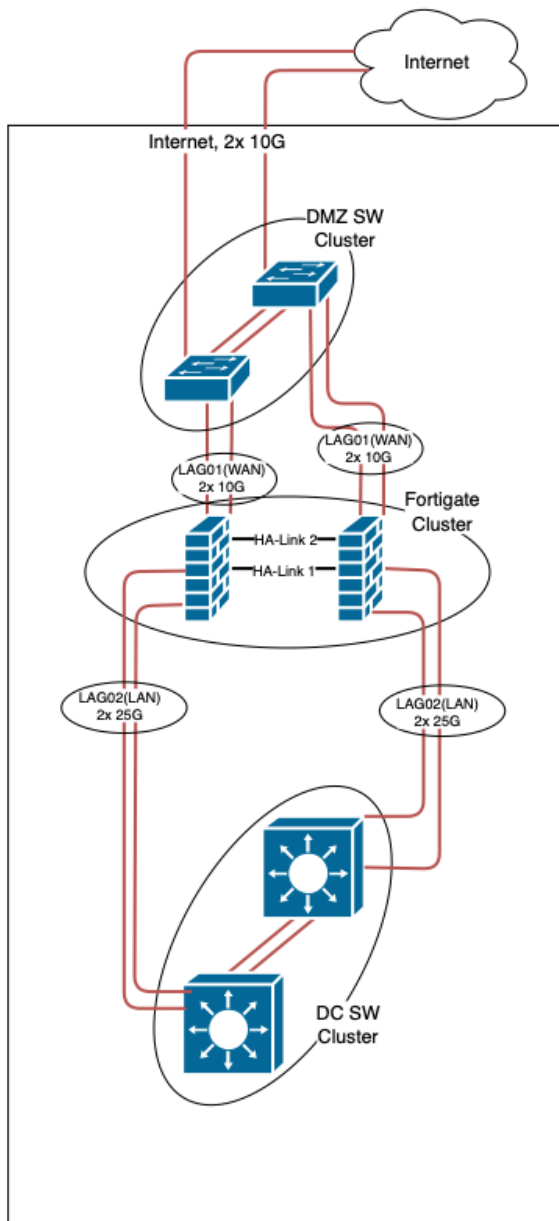 Internet
Internet, 2x 10G
DMZ SW
Cluster
LAG01(WAN)
2x 10G
LAG01(WAN)
2x 10G
Fortigate
Cluster
HA-Link 2
HA-Link 1
LAG02(LAN)
2x 25G
LAG02(LAN)
2x 25G
DC SW
Cluster